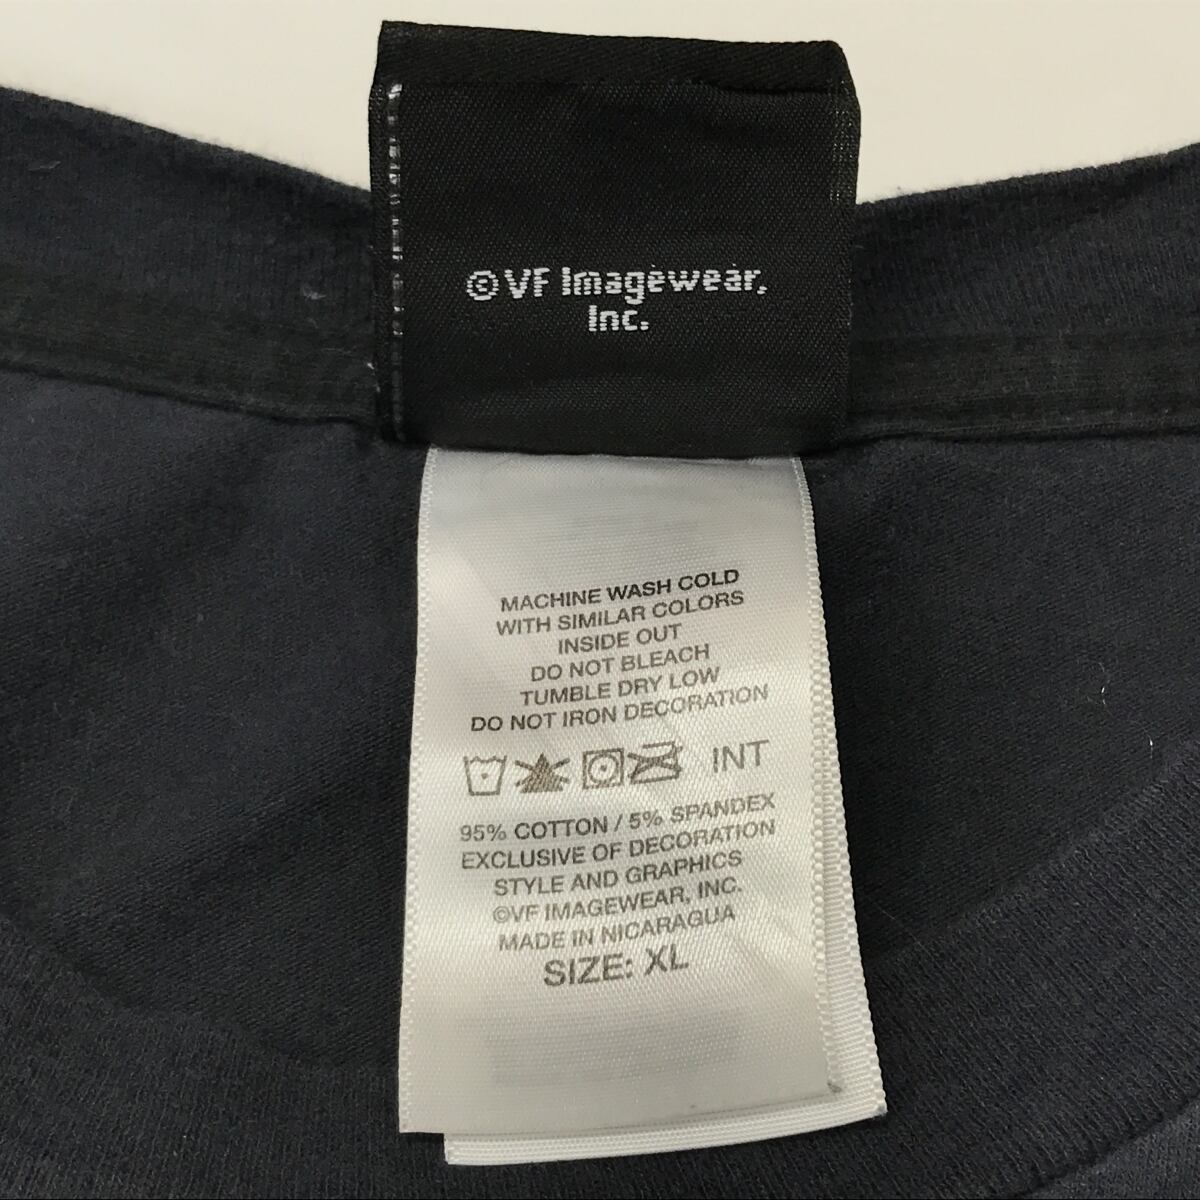 ©VF Imagewear,
Inc.
MACHINE WASH COLD
WITH SIMILAR COLORS
INSIDE OUT
DO NOT BLEACH
TUMBLE DRY LOW
DO NOT IRON DECORATION
INT
95% COTTON / 5% SPANDEX
EXCLUSIVE OF DECORATION
STYLE AND GRAPHICS
©VF IMAGEWEAR, INC.
MADE IN NICARAGUA
SIZE: XL